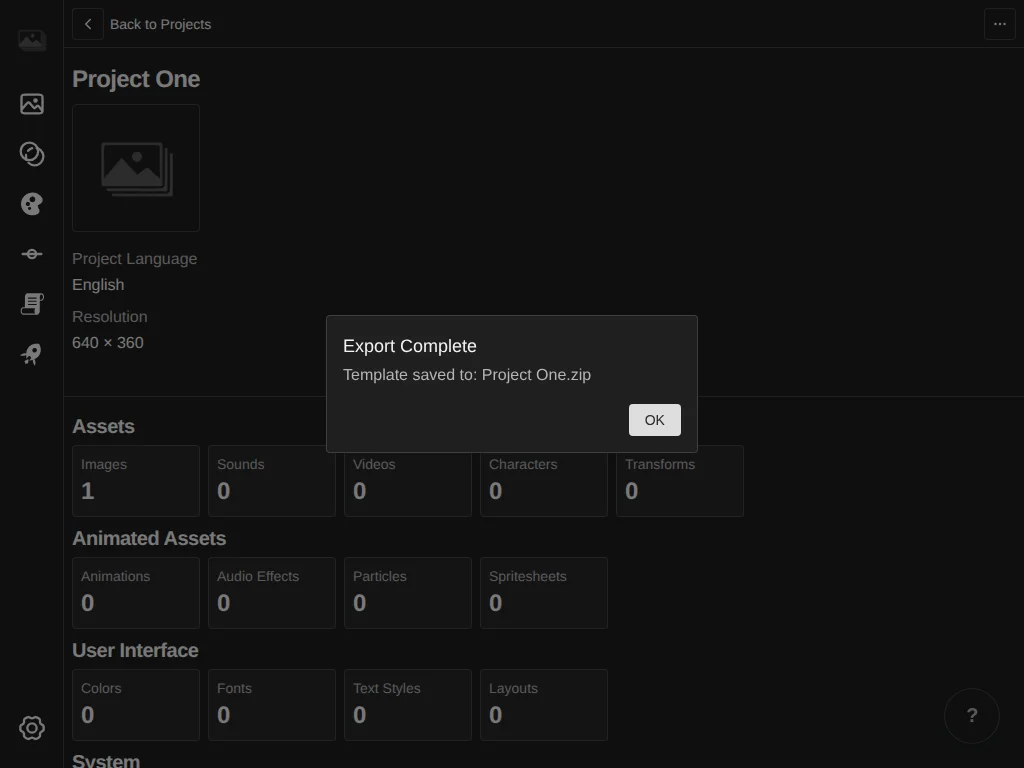 Back to Projects
...
Project One
Project Language
English
Resolution
640 × 360
Export Complete
Template saved to: Project One.zip
OK
Assets
Images
1
Sounds
0
Videos
0
Characters
0
Transforms
0
Animated Assets
Animations
0
Audio Effects
0
Particles
0
Spritesheets
0
User Interface
Colors
0
Fonts
0
Text Styles
0
Layouts
0
?
System